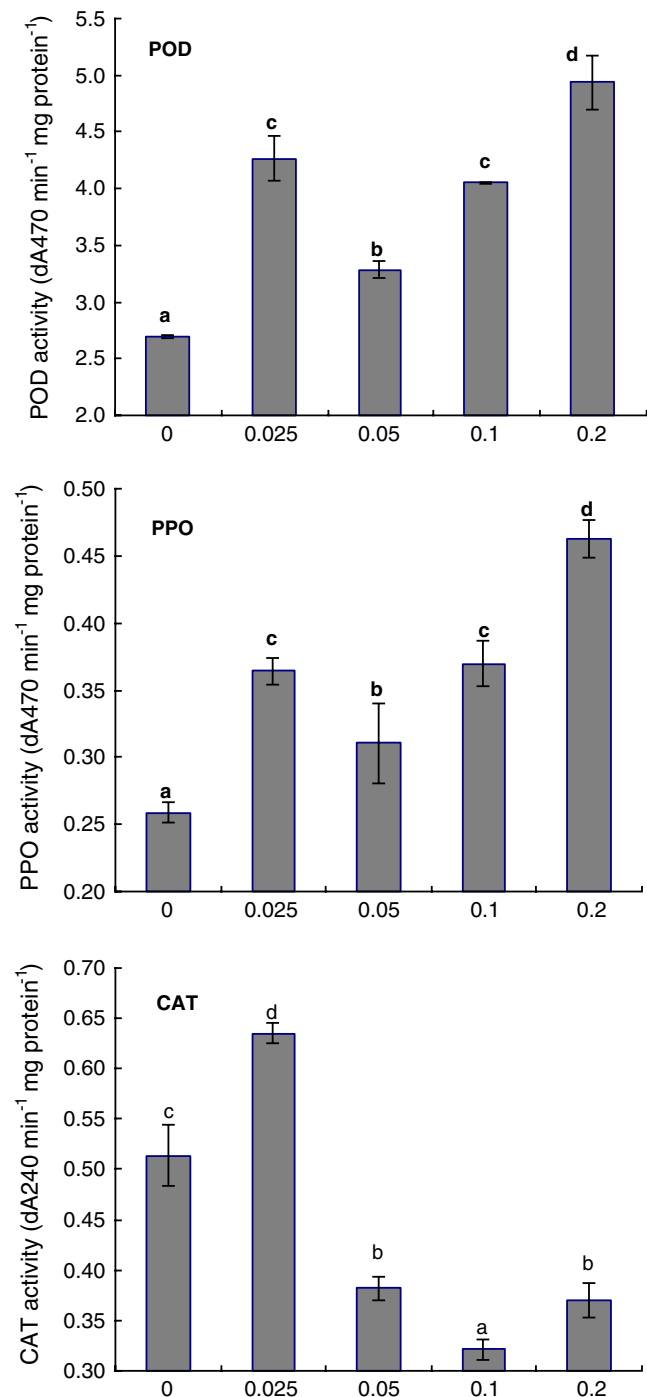 POD
POD activity (dA470 min⁻¹ mg protein⁻¹)
5.5
5.0
4.5
4.0
3.5
3.0
2.5
2.0
a
c
b
c
d
0 0.025 0.05 0.1 0.2
PPO
PPO activity (dA470 min⁻¹ mg protein⁻¹)
0.50
0.45
0.40
0.35
0.30
0.25
0.20
a
c
b
c
d
0 0.025 0.05 0.1 0.2
CAT
CAT activity (dA240 min⁻¹ mg protein⁻¹)
0.70
0.65
0.60
0.55
0.50
0.45
0.40
0.35
0.30
c
d
b
a
b
0 0.025 0.05 0.1 0.2